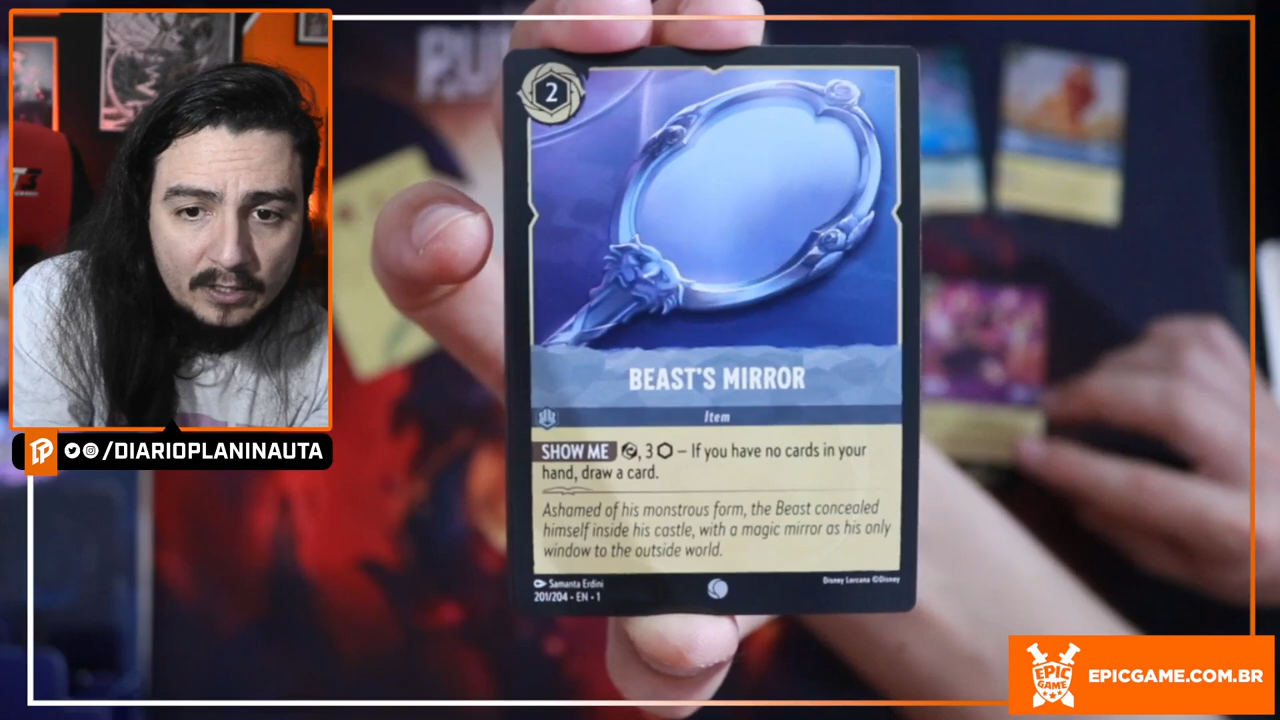 2
BEAST'S MIRROR
Item
SHOW ME , 3 – If you have no cards in your
hand, draw a card.
Ashamed of his monstrous form, the Beast concealed
himself inside his castle, with a magic mirror as his only
window to the outside world.
Samanta Erdini
201/204 • EN • 1
Disney Lorcana ©Disney
/DIARIOPLANINAUTA
EPIC
GAME
EPICGAME.COM.BR